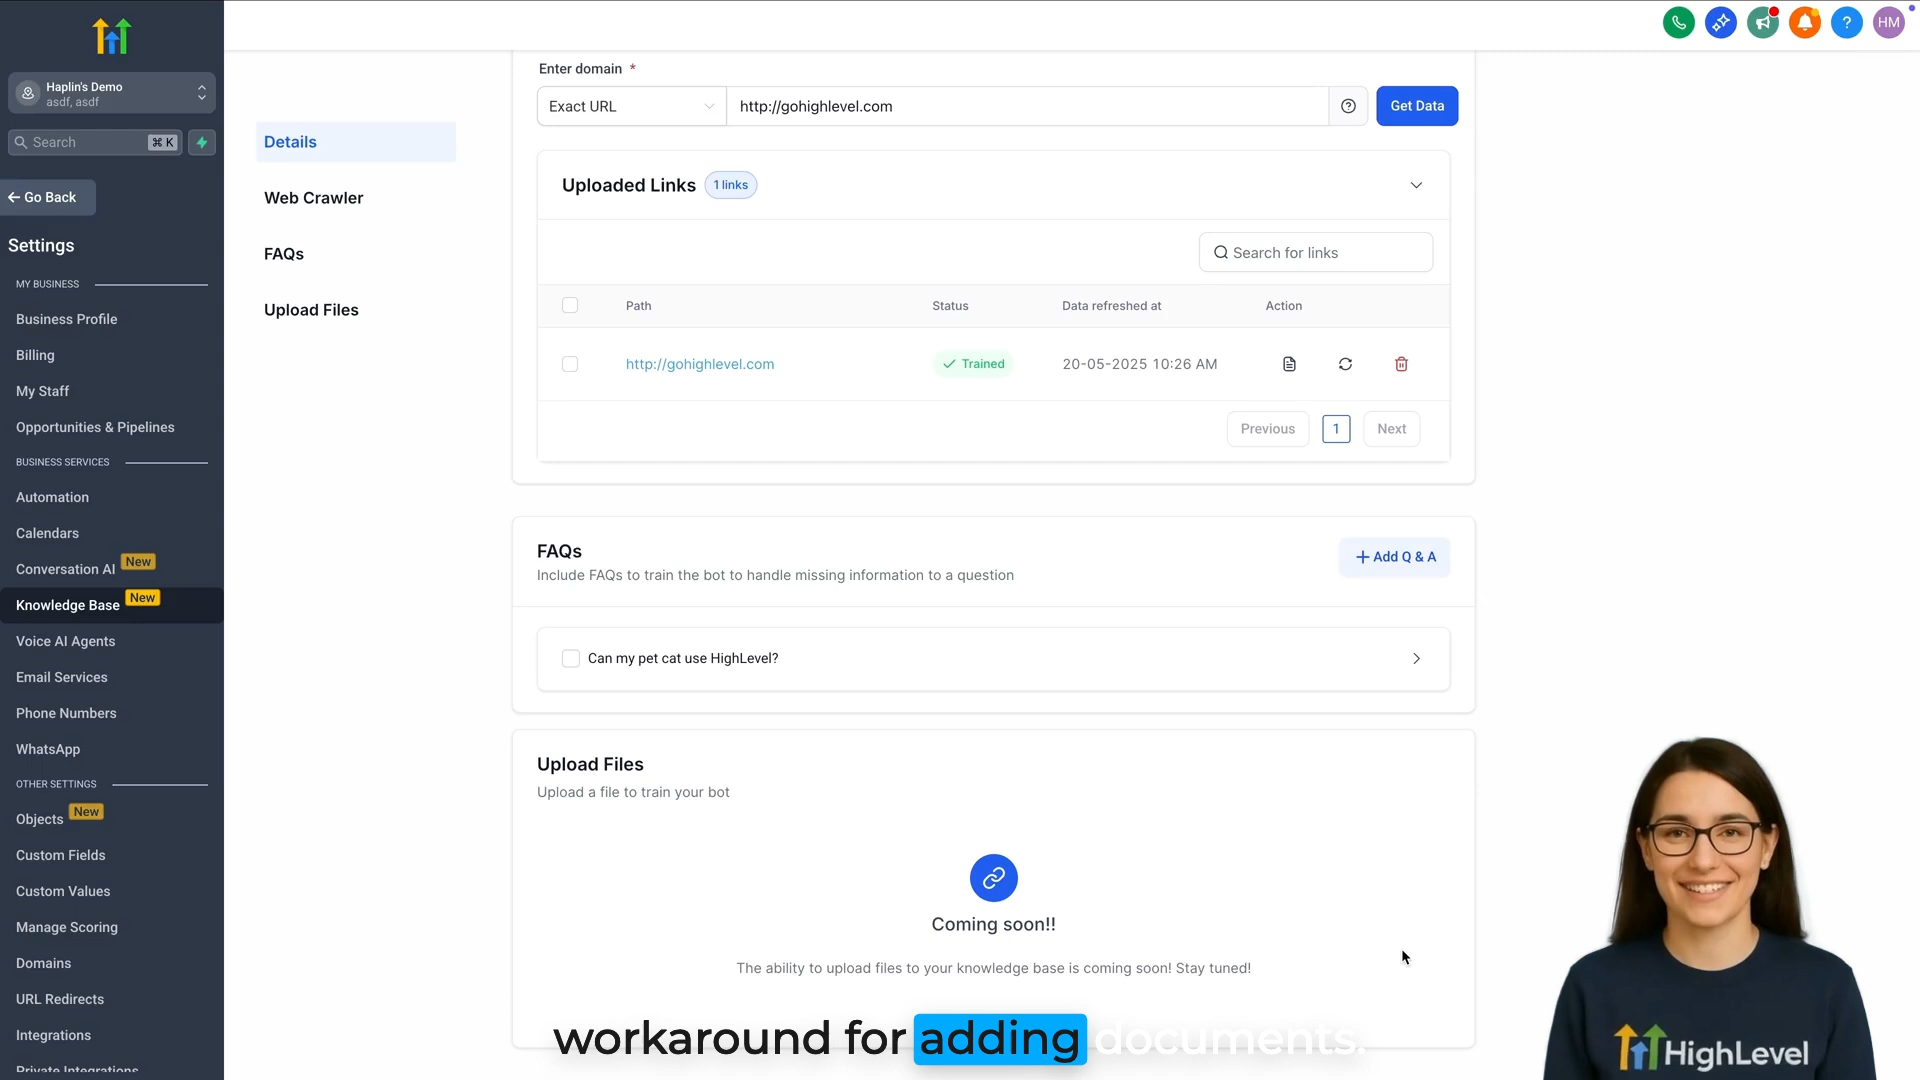 Haplin's Demo
asdf, asdf
Search
⌘ K
Go Back
Settings
MY BUSINESS
Business Profile
Billing
My Staff
Opportunities & Pipelines
BUSINESS SERVICES
Automation
Calendars
Conversation AI New
Knowledge Base New
Voice AI Agents
Email Services
Phone Numbers
WhatsApp
OTHER SETTINGS
Objects New
Custom Fields
Custom Values
Manage Scoring
Domains
URL Redirects
Integrations
Private Integrations
HM
Details
Web Crawler
FAQs
Upload Files
Enter domain *
Exact URL
http://gohighlevel.com
Get Data
Uploaded Links 1 links
Search for links
Path Status Data refreshed at Action
http://gohighlevel.com Trained 20-05-2025 10:26 AM
Previous 1 Next
FAQs
Include FAQs to train the bot to handle missing information to a question
+ Add Q & A
Can my pet cat use HighLevel?
Upload Files
Upload a file to train your bot
Coming soon!!
The ability to upload files to your knowledge base is coming soon! Stay tuned!
workaround for adding documents.
HighLevel